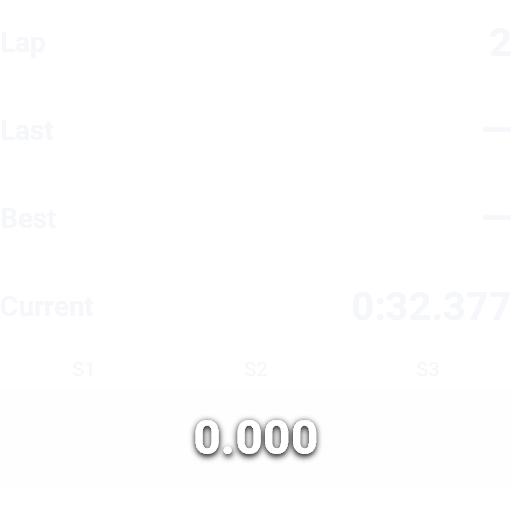 Lap 2
Last —
Best —
Current 0:32.377
S1 S2 S3
0.000